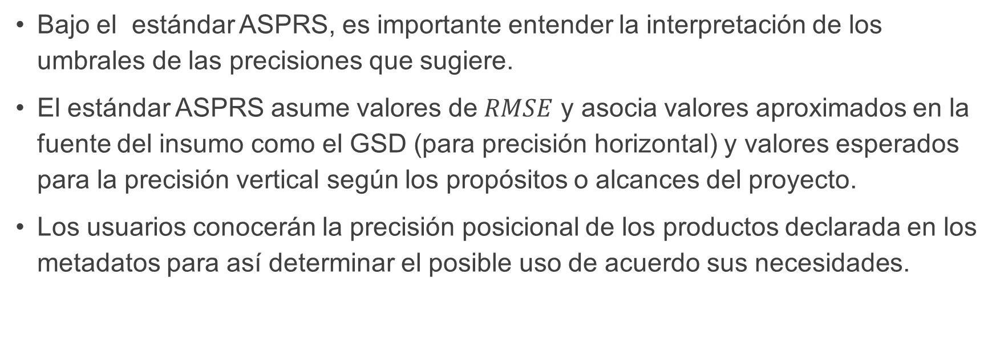 • Bajo el  estándar ASPRS, es importante entender la interpretación de los
umbrales de las precisiones que sugiere.
• El estándar ASPRS asume valores de RMSE y asocia valores aproximados en la
fuente del insumo como el GSD (para precisión horizontal) y valores esperados
para la precisión vertical según los propósitos o alcances del proyecto.
• Los usuarios conocerán la precisión posicional de los productos declarada en los
metadatos para así determinar el posible uso de acuerdo sus necesidades.